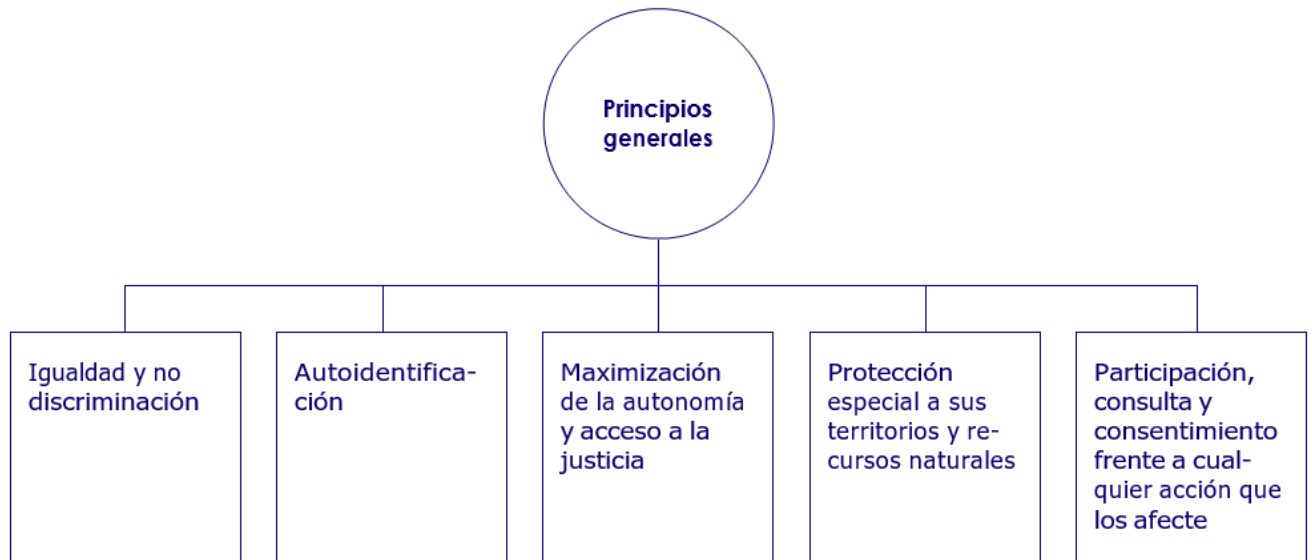 Principios
generales
Igualdad y no
discriminación
Autoidentifica-
ción
Maximización
de la autonomía
y acceso a la
justicia
Protección
especial a sus
territorios y re-
cursos naturales
Participación,
consulta y
consentimiento
frente a cual-
quier acción que
los afecte